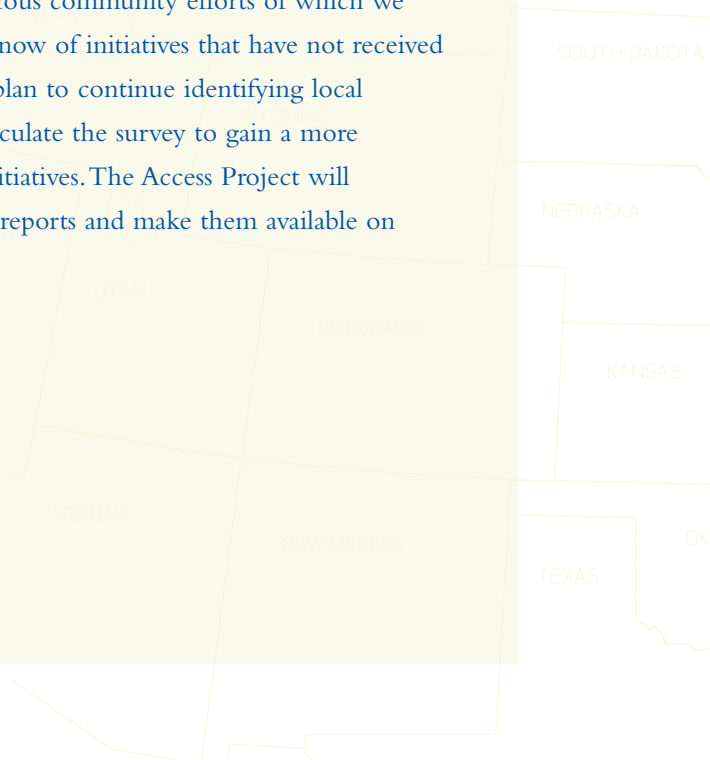 rous community efforts of which we
now of initiatives that have not received
plan to continue identifying local
culate the survey to gain a more
itiatives. The Access Project will
reports and make them available on
SOUTH DAKOTA
WYOMING
NEBRASKA
UTAH
COLORADO
KANSAS
ARIZONA
NEW MEXICO
OK
TEXAS